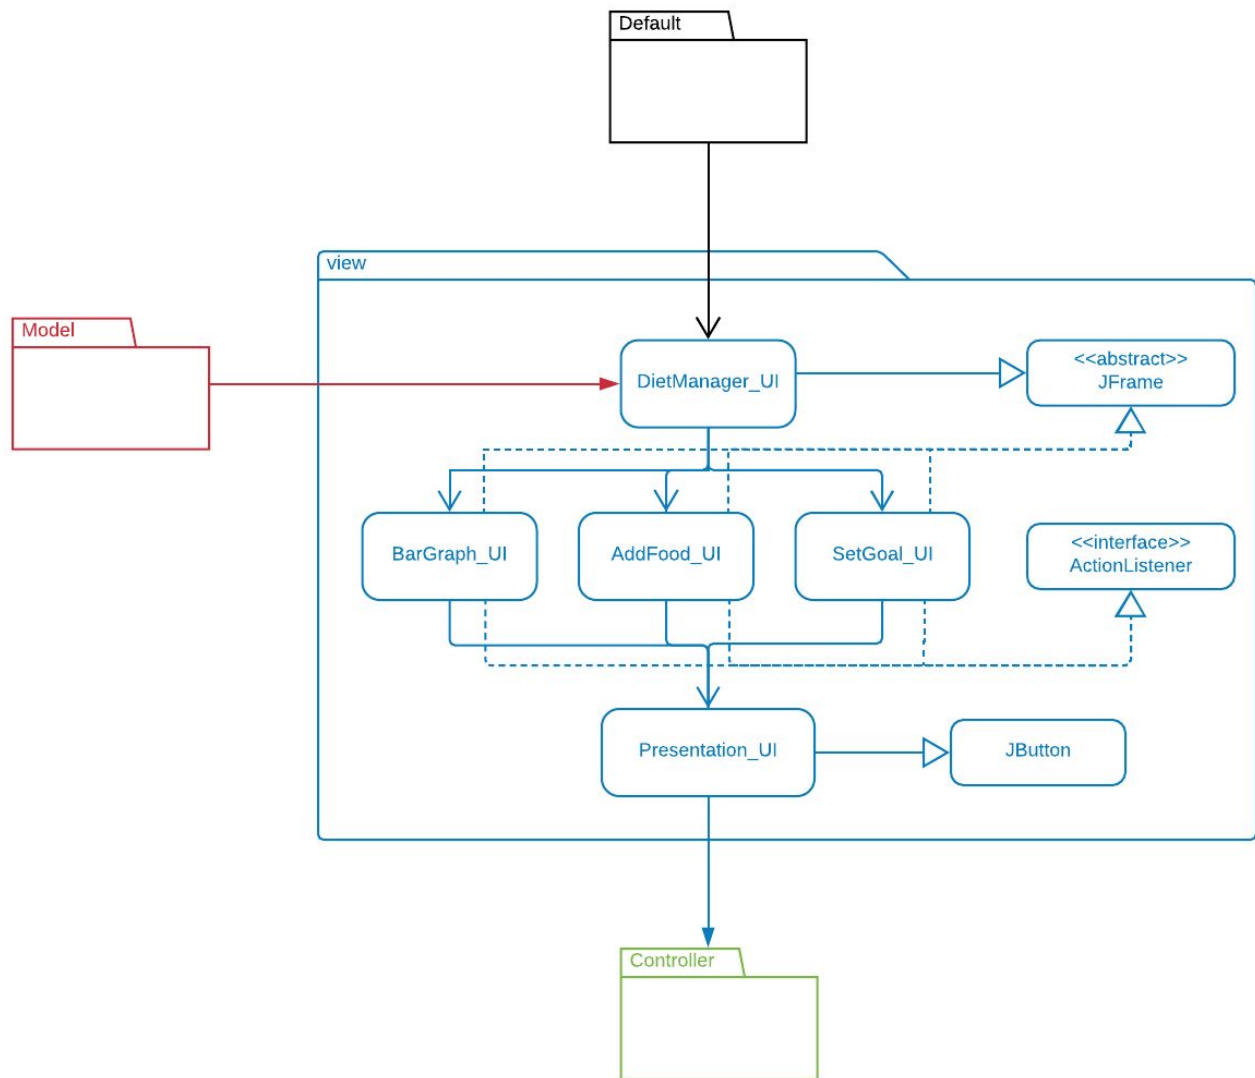 Default
view
Model
DietManager_UI
<<abstract>>
JFrame
BarGraph_UI
AddFood_UI
SetGoal_UI
<<interface>>
ActionListener
Presentation_UI
JButton
Controller